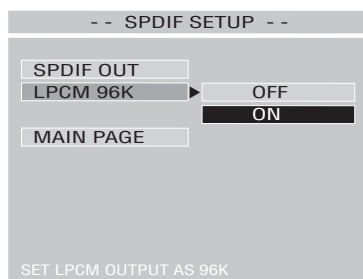 - - SPDIF SETUP - -
SPDIF OUT
LPCM 96K OFF
ON
MAIN PAGE
SET LPCM OUTPUT AS 96K